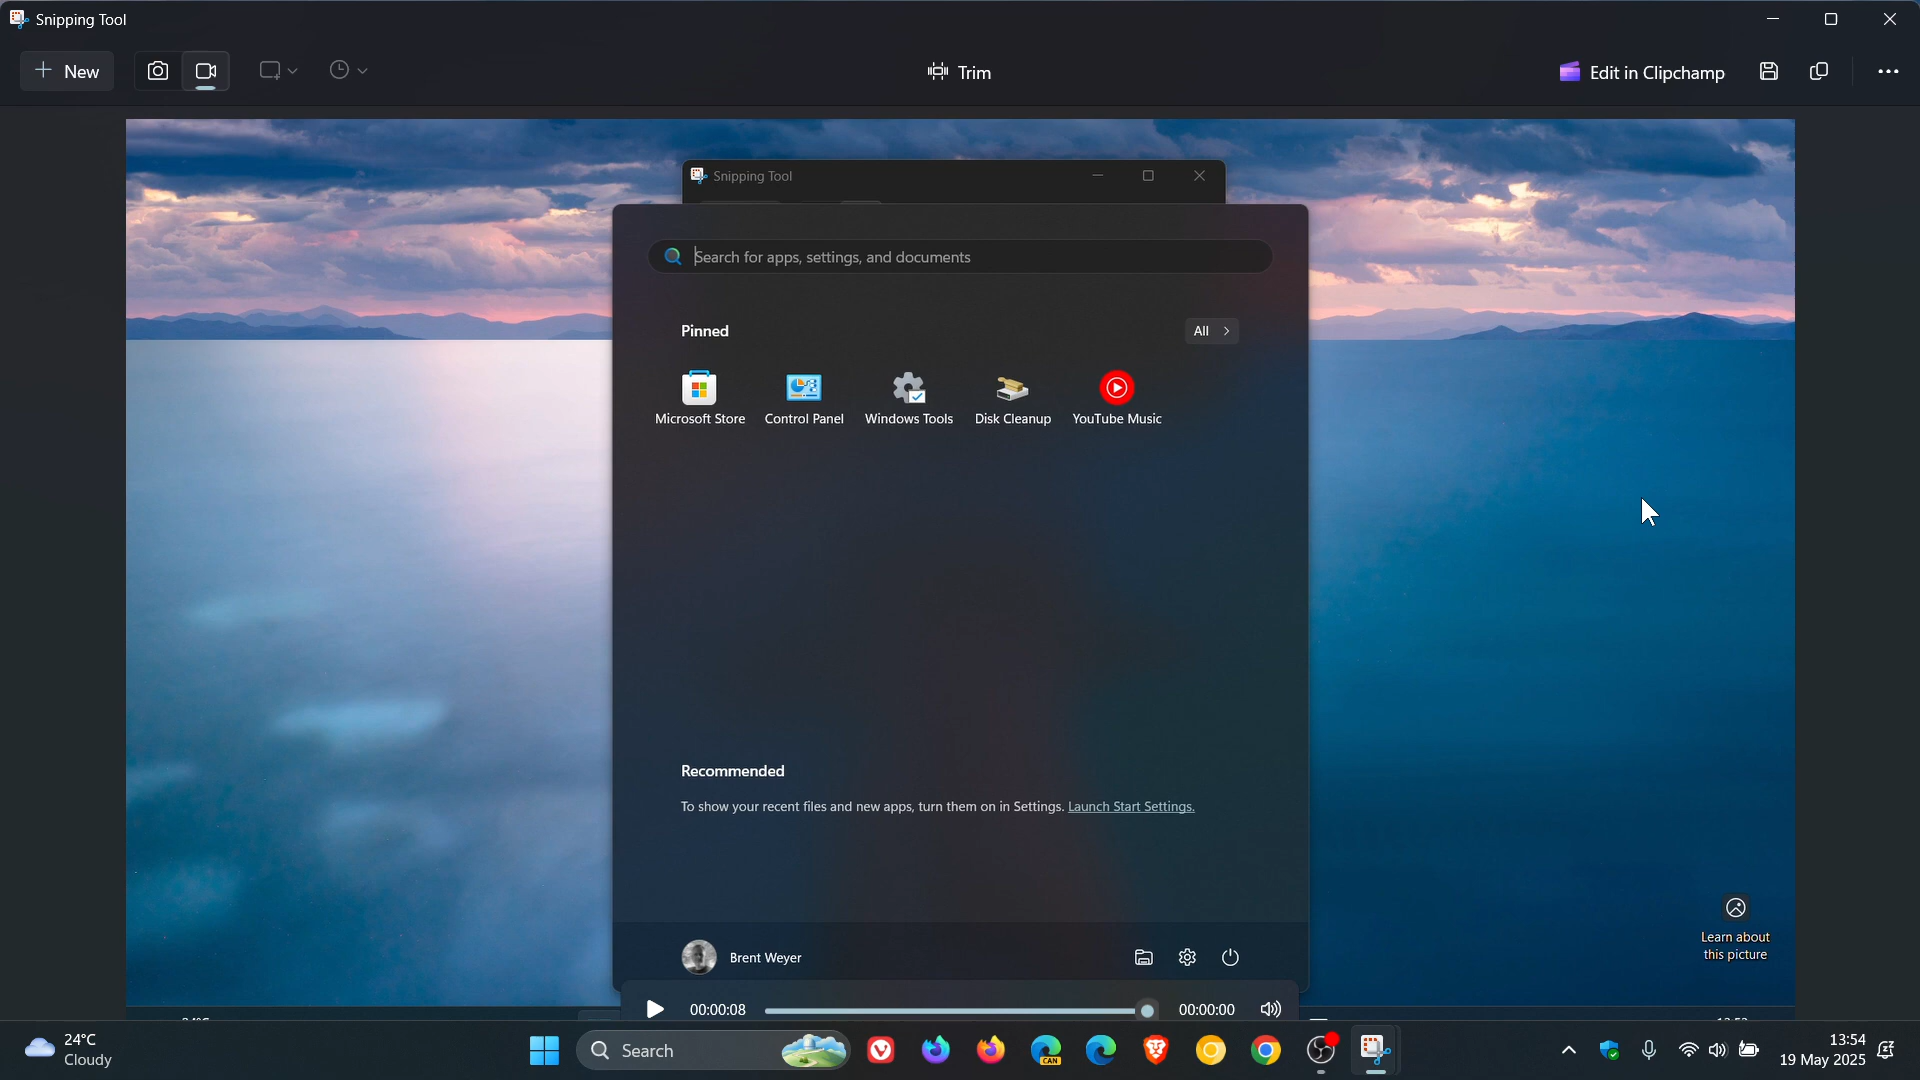 Snipping Tool
New
Trim
Edit in Clipchamp
Snipping Tool
Search for apps, settings, and documents
Pinned
All
Microsoft Store
Control Panel
Windows Tools
Disk Cleanup
YouTube Music
Recommended
To show your recent files and new apps, turn them on in Settings. Launch Start Settings.
Learn about
this picture
Brent Weyer
00:00:08
00:00:00
24°C
Cloudy
Search
CAN
13:54
19 May 2025